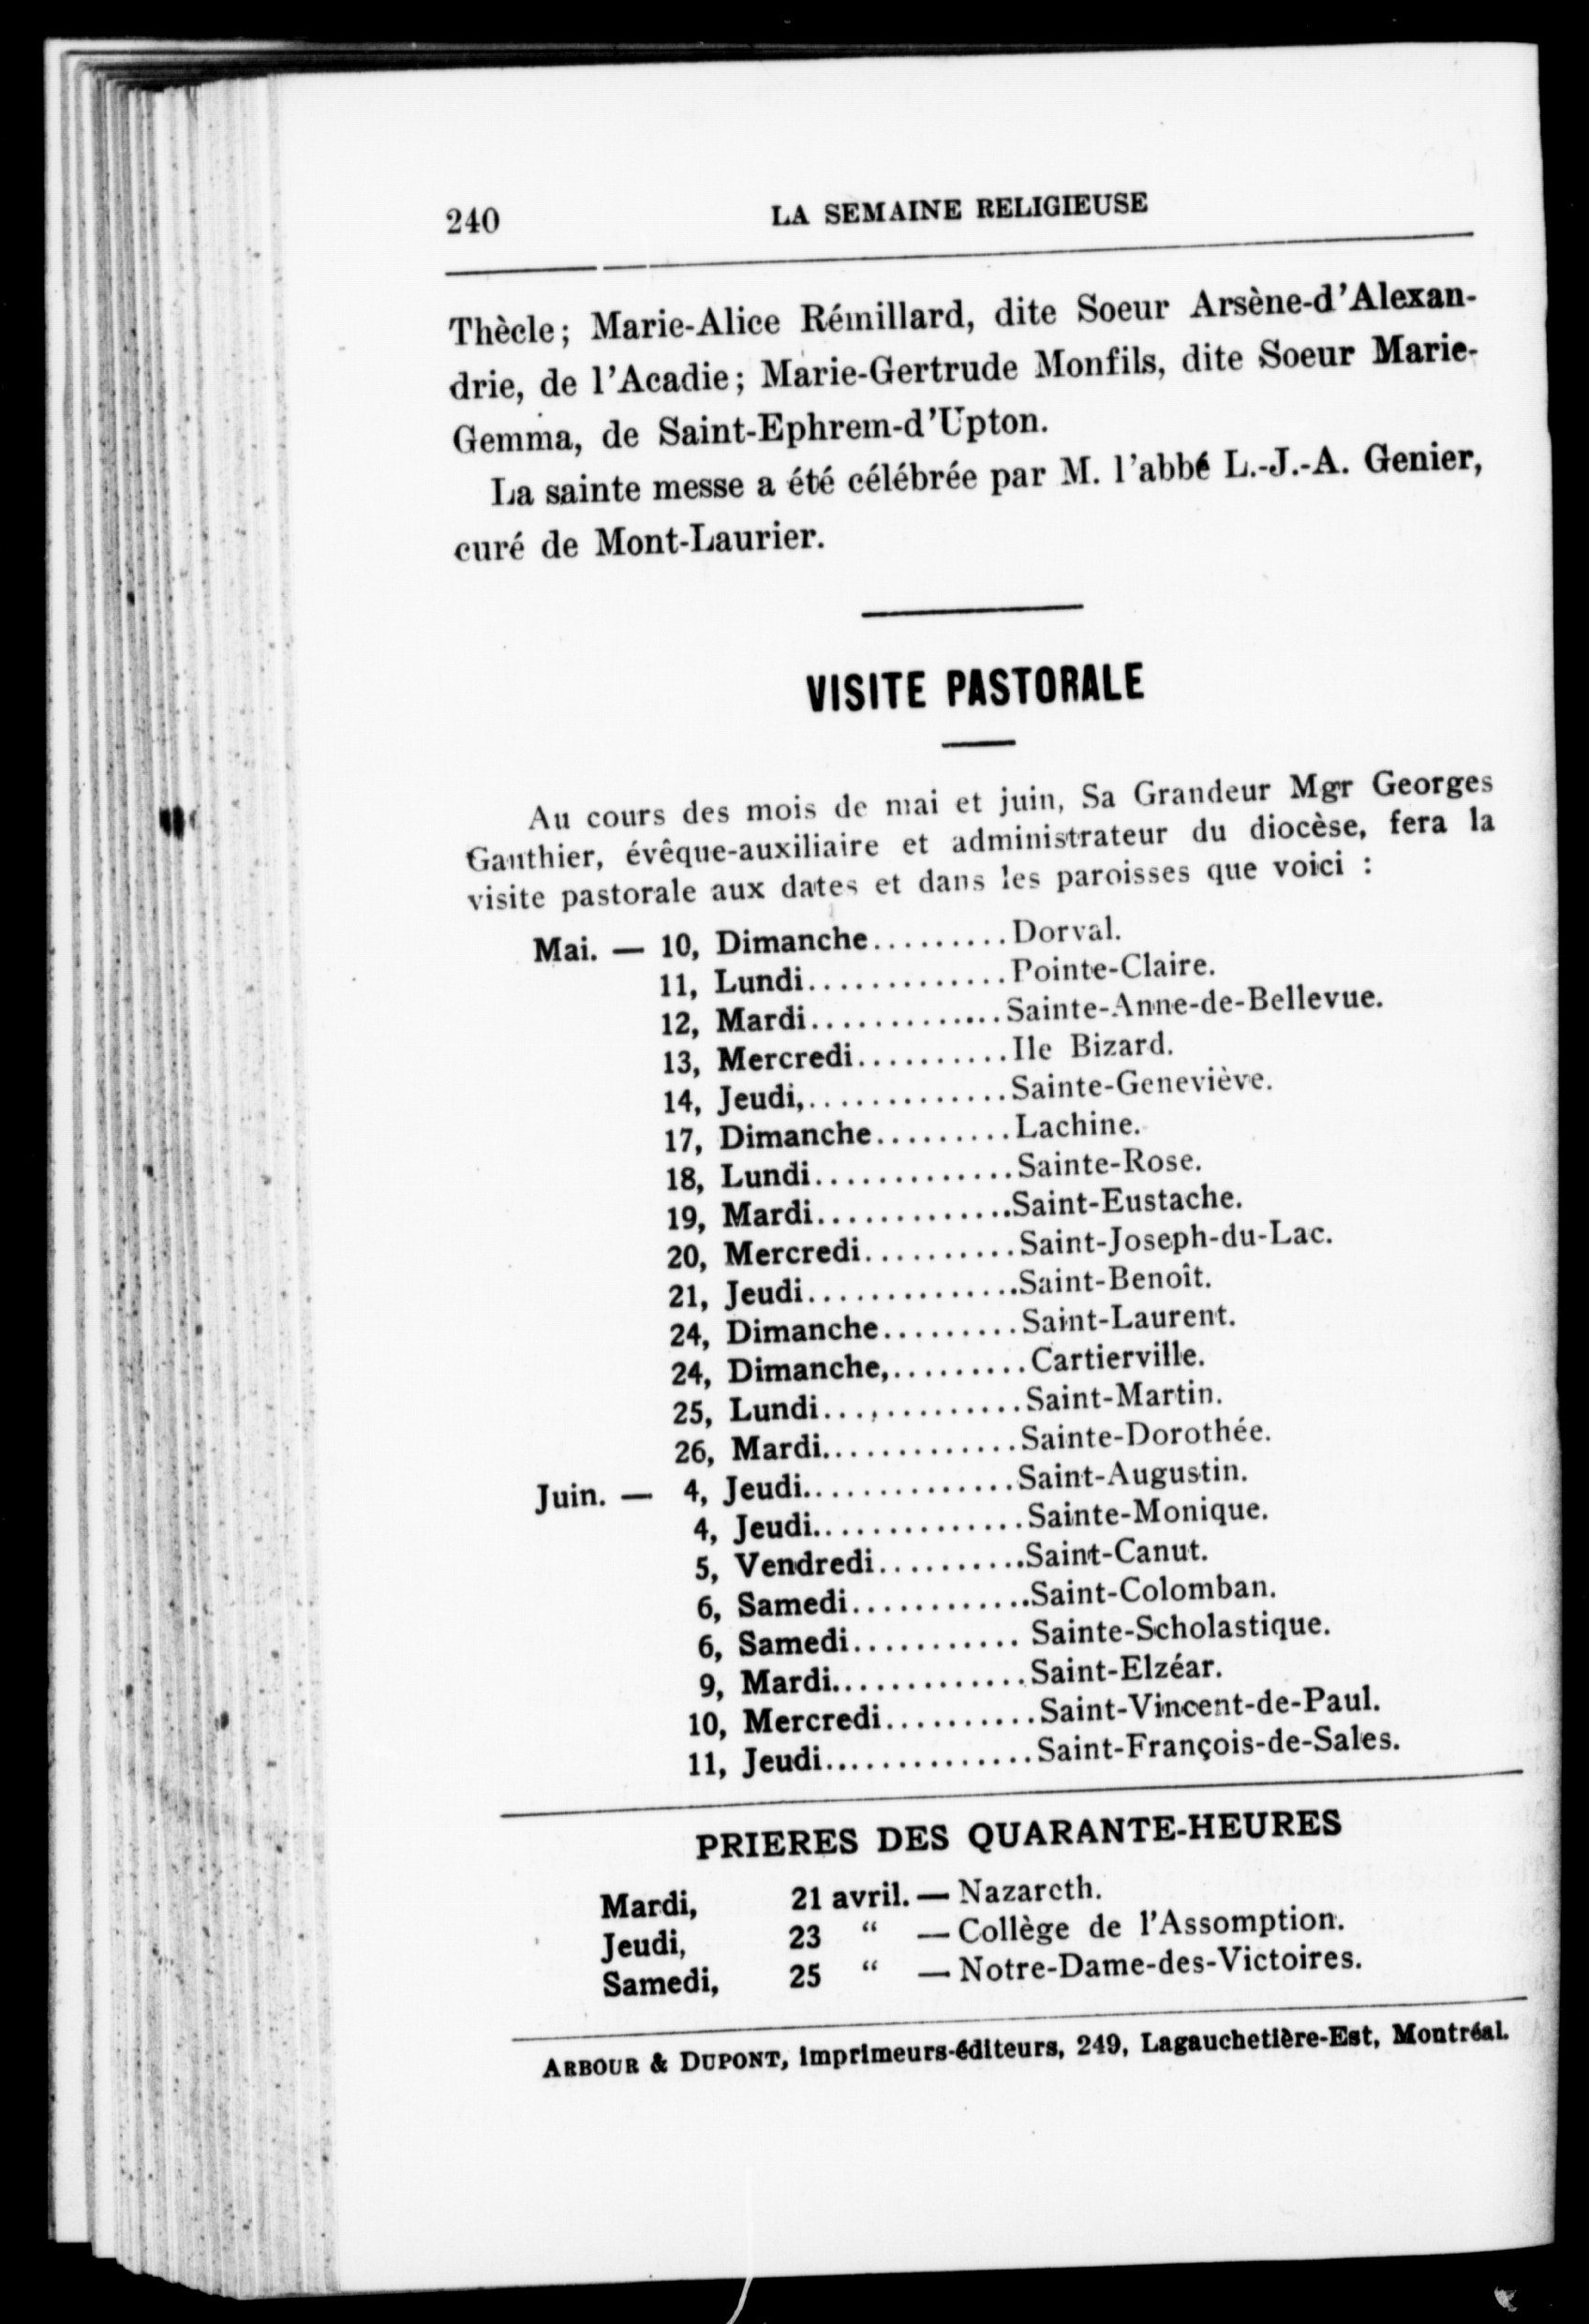 240 LA SEMAINE RELIGIEUSE
Thècle; Marie-Alice Rémillard, dite Soeur Arsène-d'Alexan-
drie, de l'Acadie; Marie-Gertrude Monfils, dite Soeur Marie-
Gemma, de Saint-Ephrem-d'Upton.
La sainte messe a été célébrée par M. l'abbé L.-J.-A. Genier,
curé de Mont-Laurier.
VISITE PASTORALE
Au cours des mois de mai et juin, Sa Grandeur Mgr Georges
Gauthier, évêque-auxiliaire et administrateur du diocèse, fera la
visite pastorale aux dates et dans les paroisses que voici :
Mai. — 10, Dimanche.........Dorval.
11, Lundi.............Pointe-Claire.
12, Mardi.............Sainte-Anne-de-Bellevue.
13, Mercredi..........Ile Bizard.
14, Jeudi,.............Sainte-Geneviève.
17, Dimanche.........Lachine.
18, Lundi.............Sainte-Rose.
19, Mardi.............Saint-Eustache.
20, Mercredi..........Saint-Joseph-du-Lac.
21, Jeudi..............Saint-Benoît.
24, Dimanche.........Saint-Laurent.
24, Dimanche,.........Cartierville.
25, Lundi.............Saint-Martin.
26, Mardi.............Sainte-Dorothée.
Juin. — 4, Jeudi..............Saint-Augustin.
4, Jeudi..............Sainte-Monique.
5, Vendredi..........Saint-Canut.
6, Samedi............Saint-Colomban.
6, Samedi........... Sainte-Scholastique.
9, Mardi.............Saint-Elzéar.
10, Mercredi..........Saint-Vincent-de-Paul.
11, Jeudi..............Saint-François-de-Sales.
PRIERES DES QUARANTE-HEURES
Mardi, 21 avril. — Nazareth.
Jeudi, 23 “ — Collège de l'Assomption.
Samedi, 25 “ — Notre-Dame-des-Victoires.
ARBOUR & DUPONT, imprimeurs-éditeurs, 249, Lagauchetière-Est, Montréal.